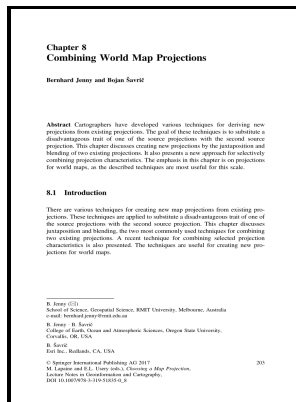 Chapter 8
Combining World Map Projections
Bernhard Jenny and Bojan Šavrič
Abstract Cartographers have developed various techniques for deriving new
projections from existing projections. The goal of these techniques is to substitute a
disadvantageous trait of one of the source projections with the second source
projection. This chapter discusses creating new projections by the juxtaposition and
blending of two existing projections. It also presents a new approach for selectively
combining projection characteristics. The emphasis in this chapter is on projections
for world maps, as the described techniques are most useful for this scale.
8.1 Introduction
There are various techniques for creating new map projections from existing pro-
jections. These techniques are applied to substitute a disadvantageous trait of one of
the source projections with the second source projection. This chapter discusses
juxtaposition and blending, the two most commonly used techniques for combining
two existing projections. A recent technique for combining selected projection
characteristics is also presented. The techniques are useful for creating new pro-
jections for world maps.
B. Jenny (✉)
School of Science, Geospatial Science, RMIT University, Melbourne, Australia
e-mail: bernhard.jenny@rmit.edu.au
B. Jenny · B. Šavrič
College of Earth, Ocean and Atmospheric Sciences, Oregon State University,
Corvallis, OR, USA
B. Šavrič
Esri Inc., Redlands, CA, USA
© Springer International Publishing AG 2017 203
M. Lapaine and E.L. Usery (eds.), Choosing a Map Projection,
Lecture Notes in Geoinformation and Cartography,
DOI 10.1007/978-3-319-51835-0_8